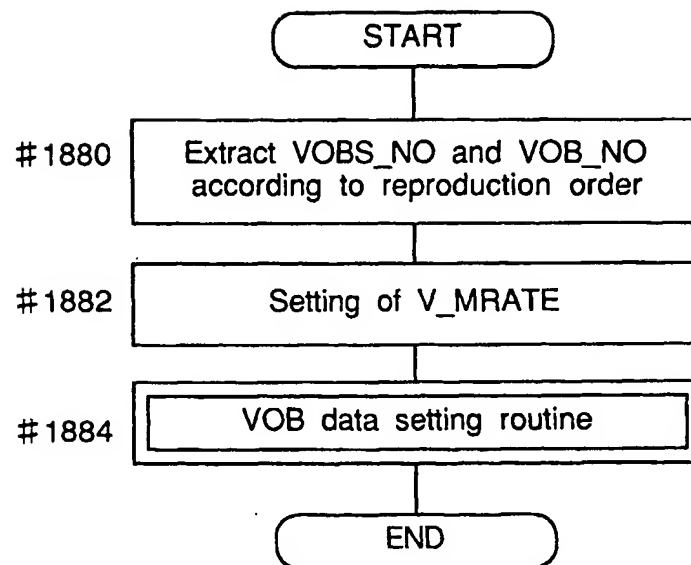 START
#1880
Extract VOBS_NO and VOB_NO
according to reproduction order
#1882
Setting of V_MRATE
#1884
VOB data setting routine
END